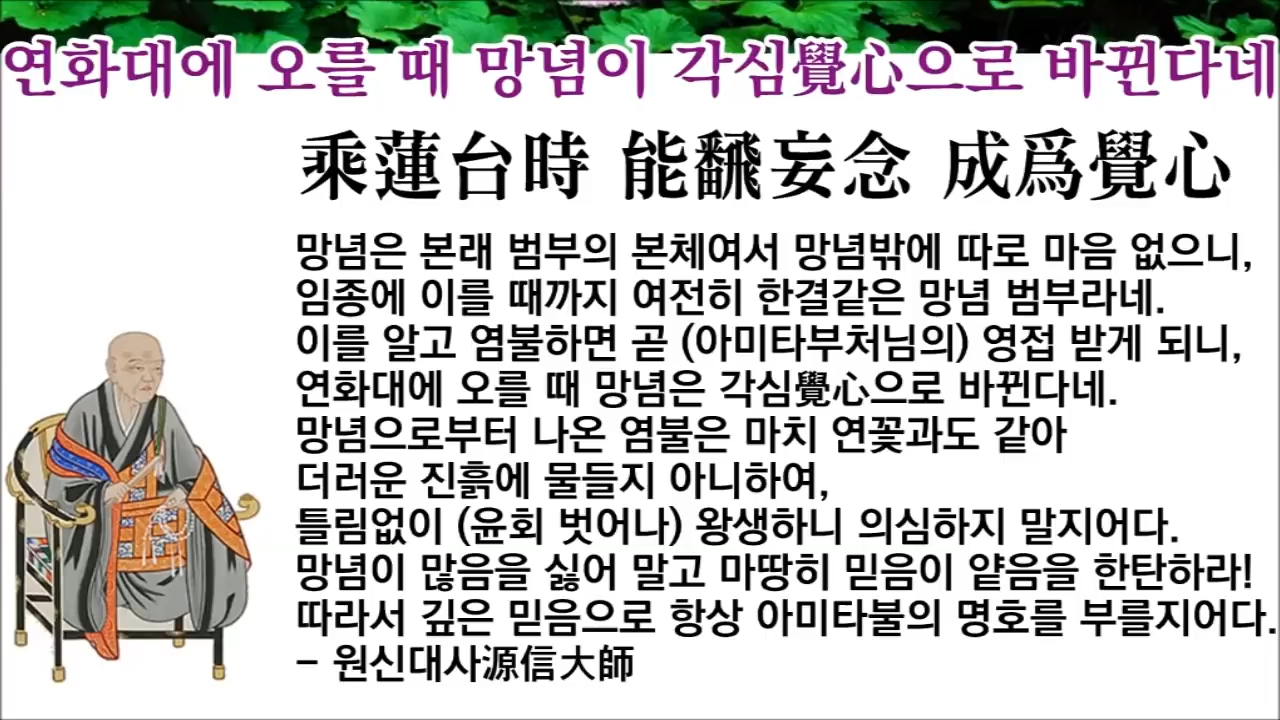 연화대에 오를 때 망념이 각심覺心으로 바뀐다네
乘蓮台時 能飜妄念 成爲覺心
망념은 본래 범부의 본체여서 망념밖에 따로 마음 없으니,
임종에 이를 때까지 여전히 한결같은 망념 범부라네.
이를 알고 염불하면 곧 (아미타부처님의) 영접 받게 되니,
연화대에 오를 때 망념은 각심覺心으로 바뀐다네.
망념으로부터 나온 염불은 마치 연꽃과도 같아
더러운 진흙에 물들지 아니하여,
틀림없이 (윤회 벗어나) 왕생하니 의심하지 말지어다.
망념이 많음을 싫어 말고 마땅히 믿음이 얕음을 한탄하라!
따라서 깊은 믿음으로 항상 아미타불의 명호를 부를지어다.
- 원신대사源信大師